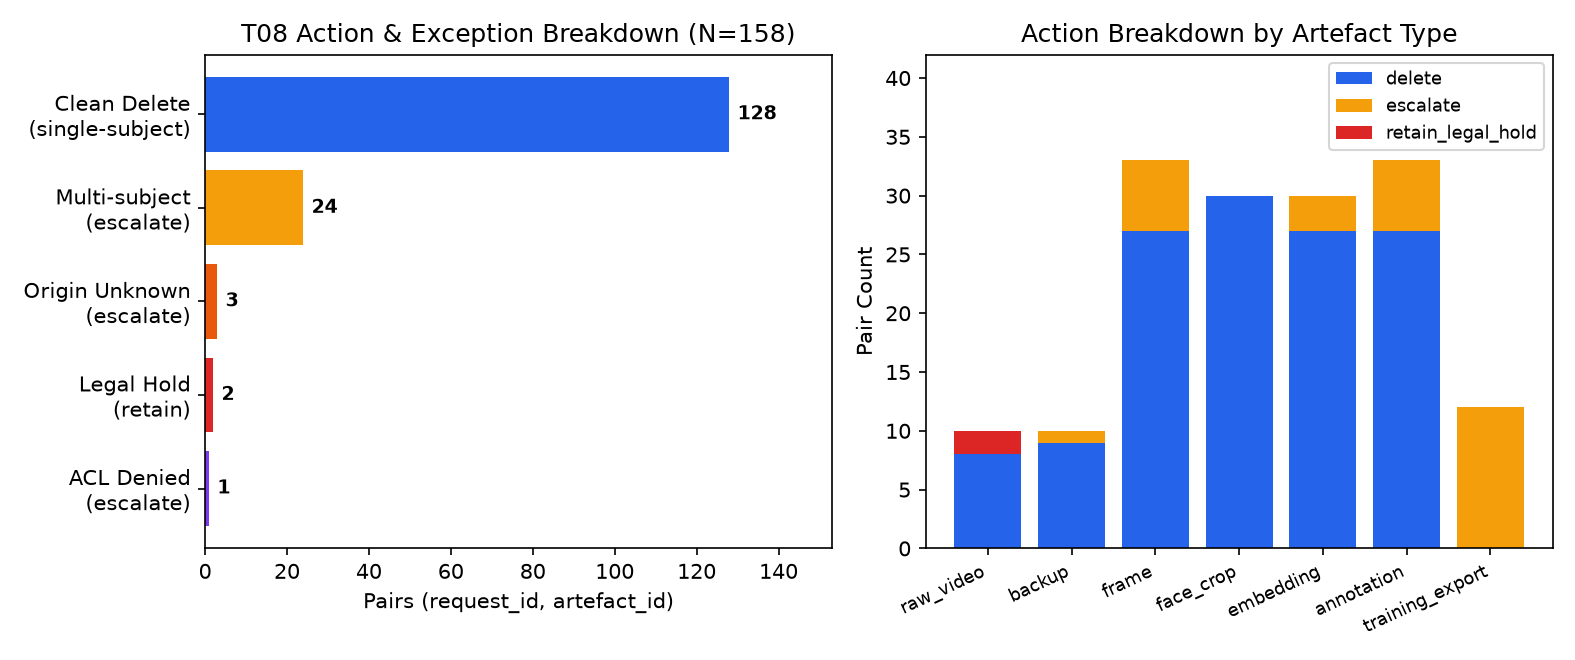 T08 Action & Exception Breakdown (N=158)
Clean Delete
(single-subject)
128
Multi-subject
(escalate)
24
Origin Unknown
(escalate)
3
Legal Hold
(retain)
2
ACL Denied
(escalate)
1
0 20 40 60 80 100 120 140
Pairs (request_id, artefact_id)
Action Breakdown by Artefact Type
delete
escalate
retain_legal_hold
Pair Count
40
35
30
25
20
15
10
5
0
raw_video
backup
frame
face_crop
embedding
annotation
training_export